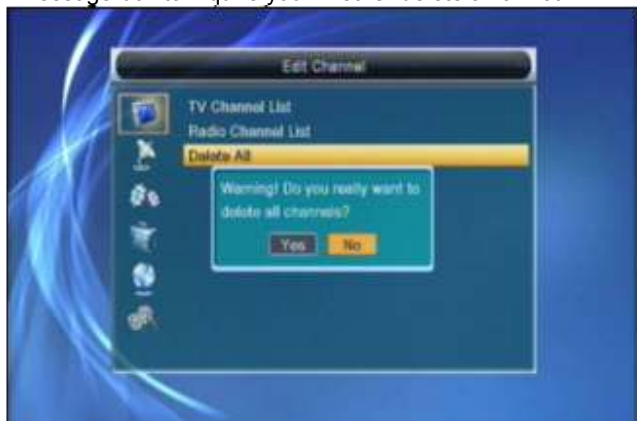 Edit Channel
TV Channel List
Radio Channel List
Delete All
Warning! Do you really want to
delete all channels?
Yes No